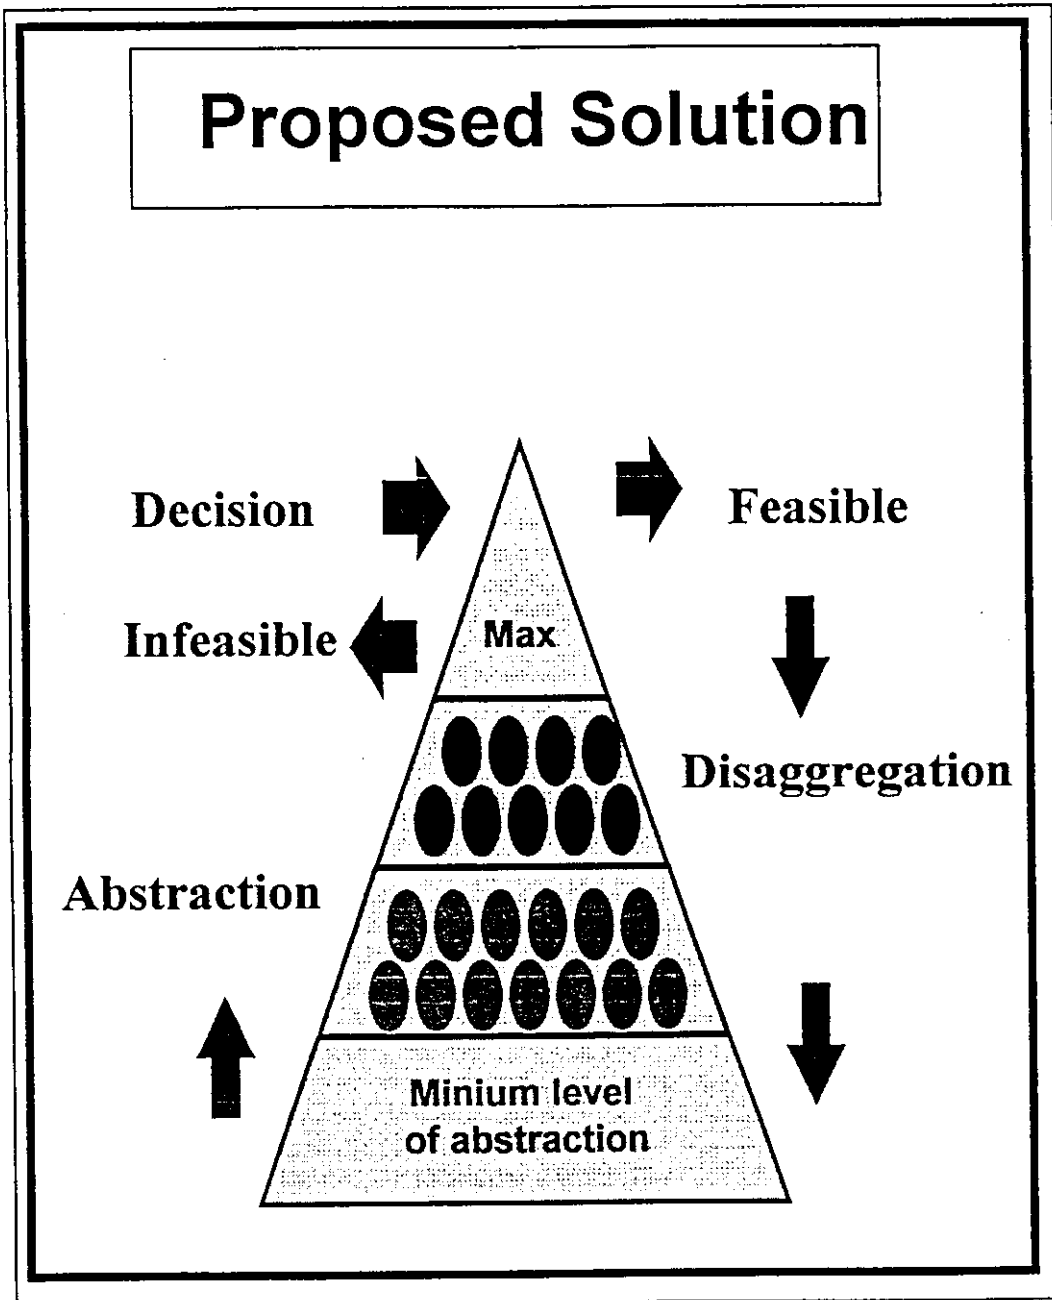 Proposed Solution
Decision
Feasible
Infeasible
Max
Disaggregation
Abstraction
Minium level
of abstraction